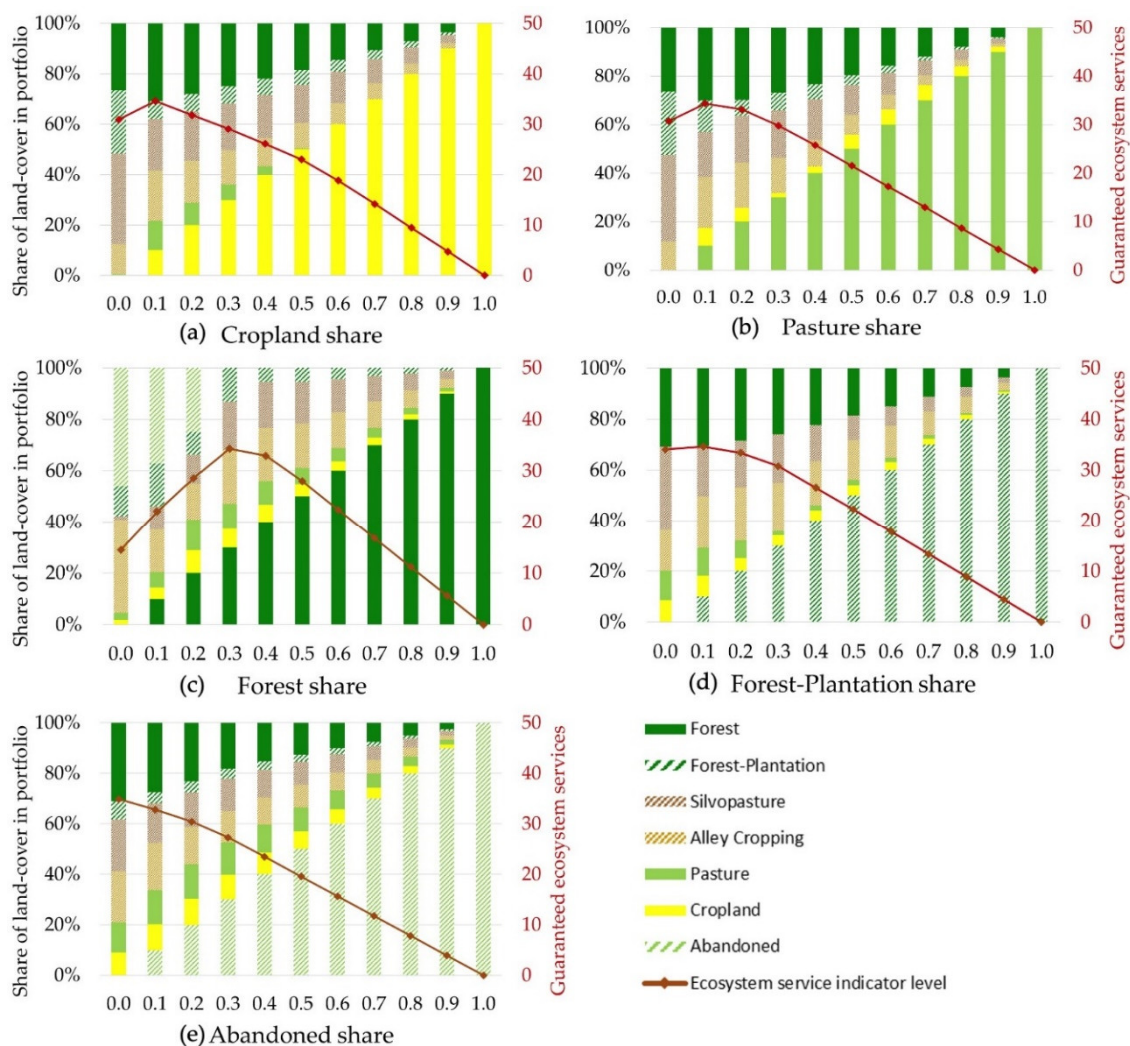 100%
80%
60%
40%
20%
0%
Share of land-cover in portfolio
50
40
30
20
10
0
0.0 0.1 0.2 0.3 0.4 0.5 0.6 0.7 0.8 0.9 1.0
(a) Cropland share
100%
80%
60%
40%
20%
0%
50
40
30
20
10
0
Guaranteed ecosystem services
0.0 0.1 0.2 0.3 0.4 0.5 0.6 0.7 0.8 0.9 1.0
(b) Pasture share
100%
80%
60%
40%
20%
0%
Share of land-cover in portfolio
50
40
30
20
10
0
0.0 0.1 0.2 0.3 0.4 0.5 0.6 0.7 0.8 0.9 1.0
(c) Forest share
100%
80%
60%
40%
20%
0%
50
40
30
20
10
0
Guaranteed ecosystem services
0.0 0.1 0.2 0.3 0.4 0.5 0.6 0.7 0.8 0.9 1.0
(d) Forest-Plantation share
100%
80%
60%
40%
20%
0%
Share of land-cover in portfolio
50
40
30
20
10
0
Guaranteed ecosystem services
0.0 0.1 0.2 0.3 0.4 0.5 0.6 0.7 0.8 0.9 1.0
(e) Abandoned share
Forest
Forest-Plantation
Silvopasture
Alley Cropping
Pasture
Cropland
Abandoned
Ecosystem service indicator level